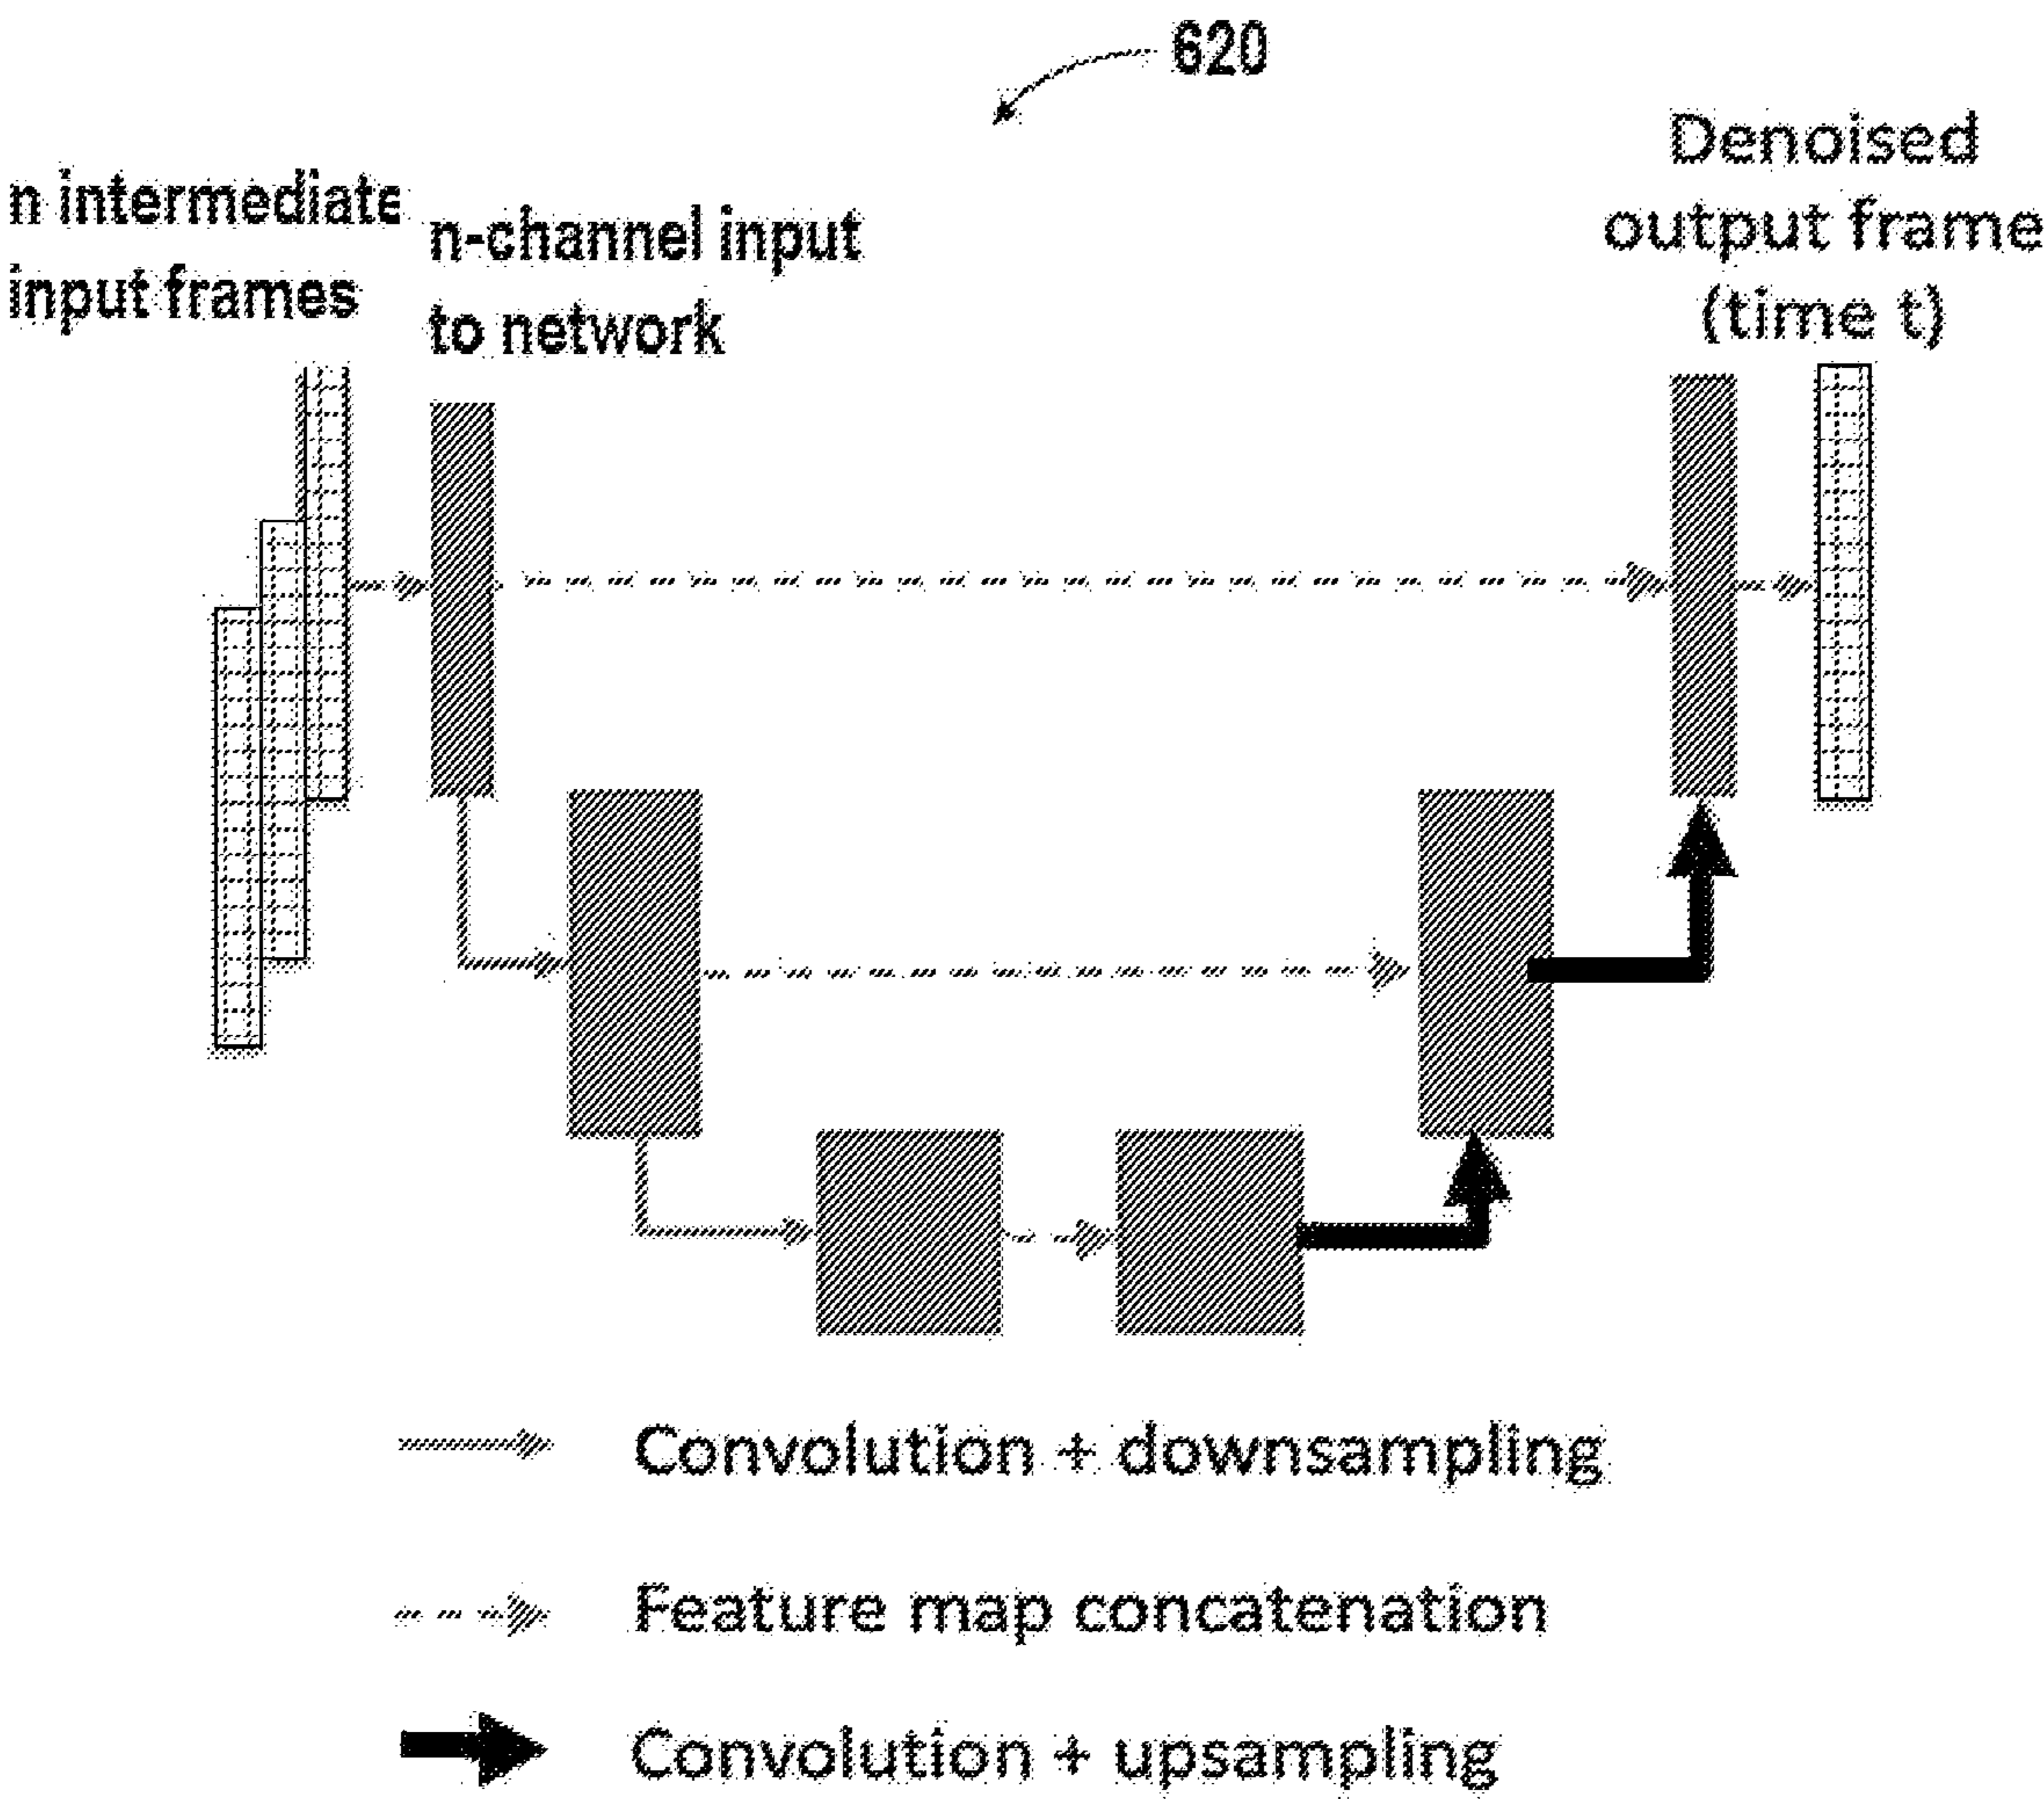 620
n intermediate
input frames
n-channel input
to network
Denoised
output frame
(time t)
Convolution + downsampling
Feature map concatenation
Convolution + upsampling